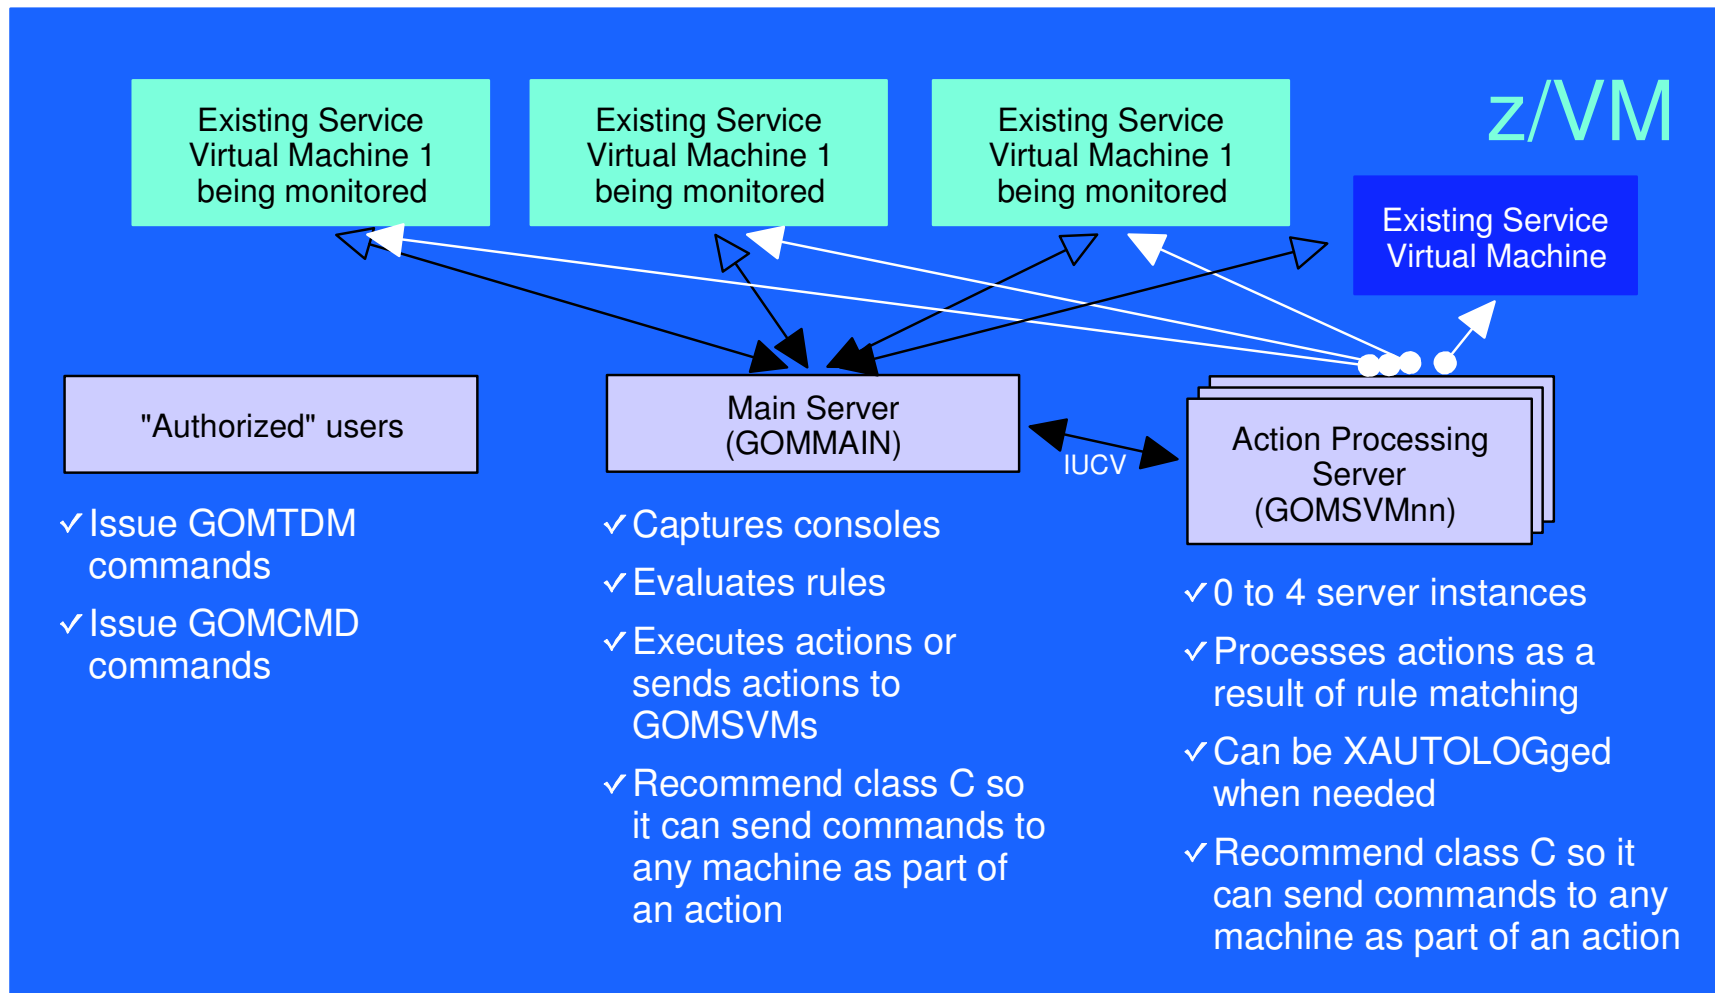 z/VM
Existing Service
Virtual Machine 1
being monitored
Existing Service
Virtual Machine 1
being monitored
Existing Service
Virtual Machine 1
being monitored
Existing Service
Virtual Machine
"Authorized" users
✓Issue GOMTDM
commands
✓Issue GOMCMD
commands
Main Server
(GOMMAIN)
IUCV
✓Captures consoles
✓Evaluates rules
✓Executes actions or
sends actions to
GOMSVMs
✓Recommend class C so
it can send commands to
any machine as part of
an action
Action Processing
Server
(GOMSVMnn)
✓0 to 4 server instances
✓Processes actions as a
result of rule matching
✓Can be XAUTOLOGged
when needed
✓Recommend class C so it
can send commands to any
machine as part of an action